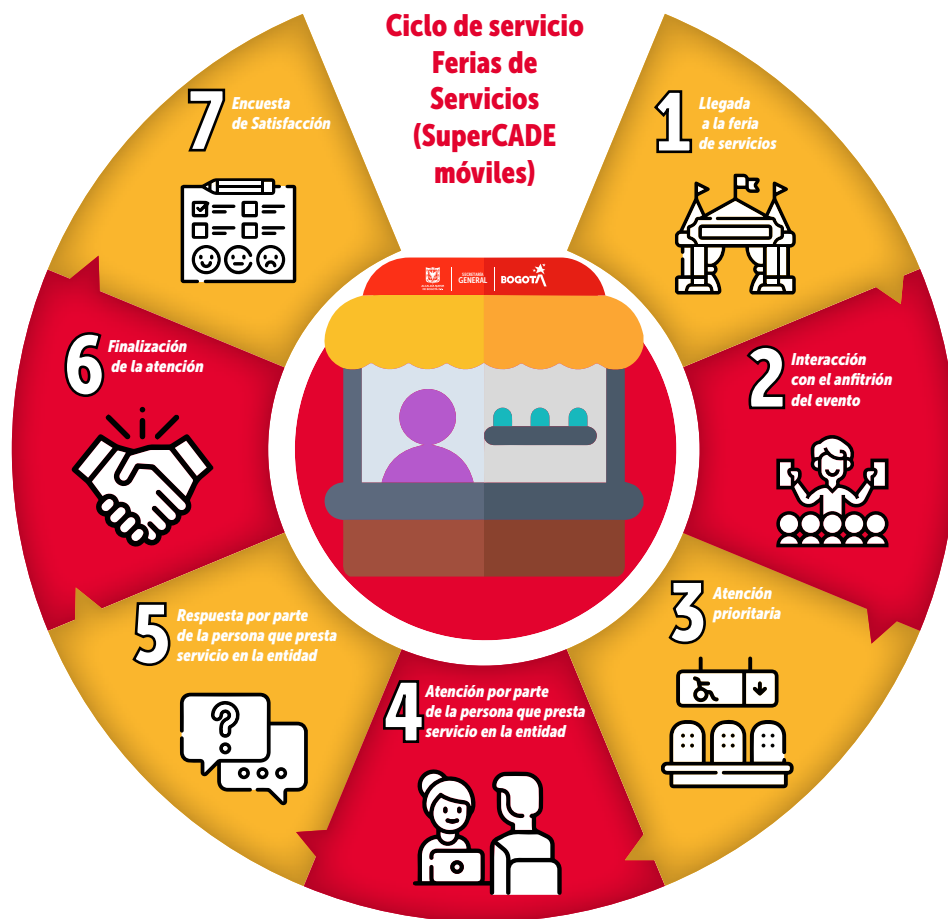 Ciclo de servicio
Ferias de
Servicios
(SuperCADE
móviles)
1
Llegada
a la feria
de servicios
2
Interacción
con el anfitrión
del evento
3
Atención
prioritaria
4
Atención por parte
de la persona que presta
servicio en la entidad
5
Respuesta por parte
de la persona que presta
servicio en la entidad
6
Finalización
de la atención
7
Encuesta
de Satisfacción
SECRETARÍA
GENERAL
BOGOTÁ